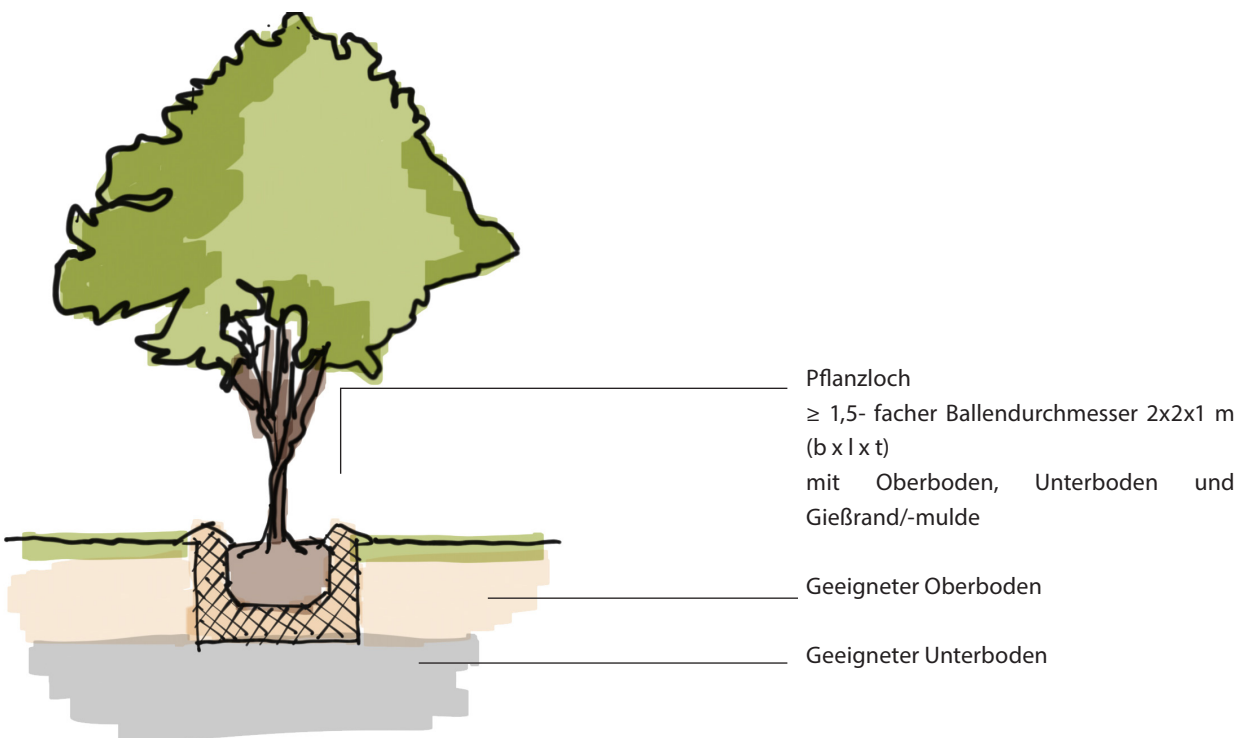 Pflanzloch
≥ 1,5- facher Ballendurchmesser 2x2x1 m
(b x l x t)
mit Oberboden, Unterboden und
Gießrand/-mulde
Geeigneter Oberboden
Geeigneter Unterboden